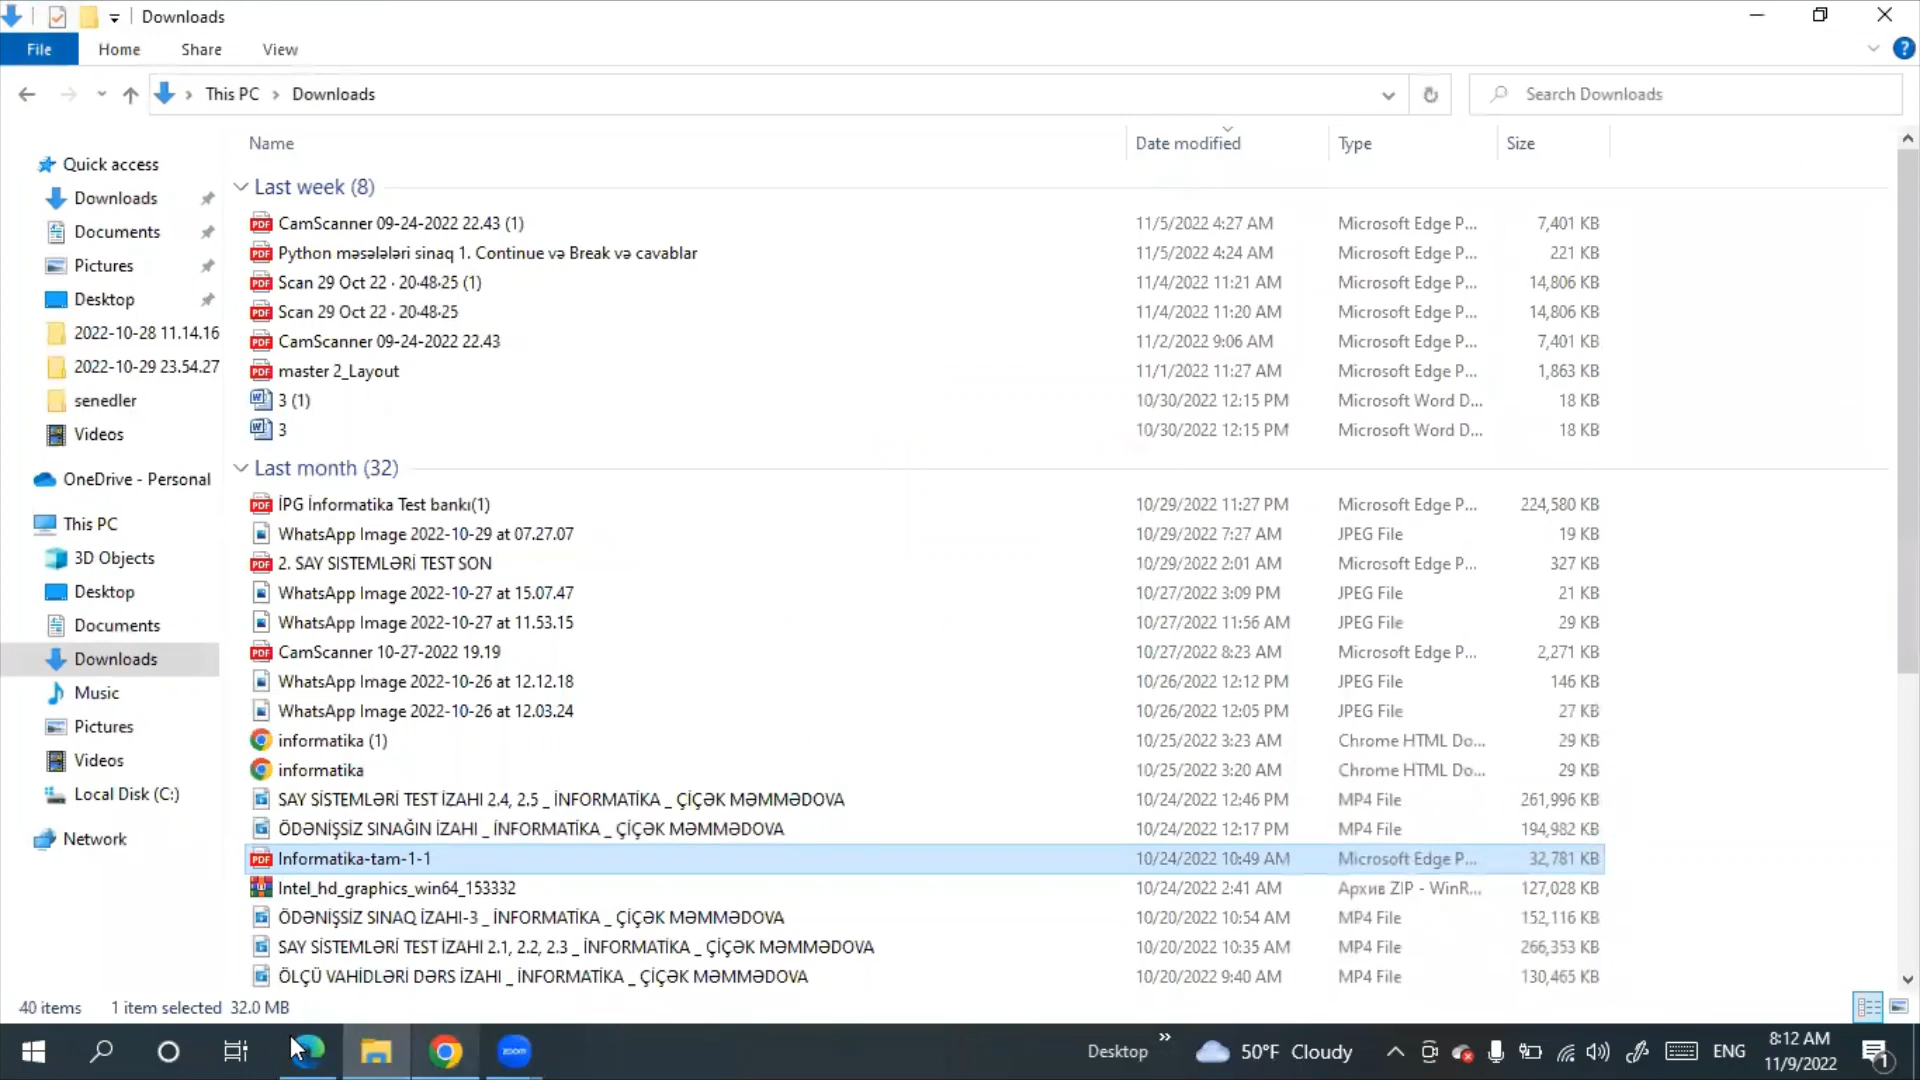 Downloads
File Home Share View
This PC Downloads
Search Downloads
Name Date modified Type Size
Quick access
Downloads
Documents
Pictures
Desktop
2022-10-28 11.14.16
2022-10-29 23.54.27
senedler
Videos
OneDrive - Personal
This PC
3D Objects
Desktop
Documents
Downloads
Music
Pictures
Videos
Local Disk (C:)
Network
Last week (8)
CamScanner 09-24-2022 22.43 (1) 11/5/2022 4:27 AM Microsoft Edge P... 7,401 KB
Python məsələləri sinaq 1. Continue və Break və cavablar 11/5/2022 4:24 AM Microsoft Edge P... 221 KB
Scan 29 Oct 22 · 20·48·25 (1) 11/4/2022 11:21 AM Microsoft Edge P... 14,806 KB
Scan 29 Oct 22 · 20·48·25 11/4/2022 11:20 AM Microsoft Edge P... 14,806 KB
CamScanner 09-24-2022 22.43 11/2/2022 9:06 AM Microsoft Edge P... 7,401 KB
master 2_Layout 11/1/2022 11:27 AM Microsoft Edge P... 1,863 KB
3 (1) 10/30/2022 12:15 PM Microsoft Word D... 18 KB
3 10/30/2022 12:15 PM Microsoft Word D... 18 KB
Last month (32)
İPG İnformatika Test bankı(1) 10/29/2022 11:27 PM Microsoft Edge P... 224,580 KB
WhatsApp Image 2022-10-29 at 07.27.07 10/29/2022 7:27 AM JPEG File 19 KB
2. SAY SISTEMLƏRİ TEST SON 10/29/2022 2:01 AM Microsoft Edge P... 327 KB
WhatsApp Image 2022-10-27 at 15.07.47 10/27/2022 3:09 PM JPEG File 21 KB
WhatsApp Image 2022-10-27 at 11.53.15 10/27/2022 11:56 AM JPEG File 29 KB
CamScanner 10-27-2022 19.19 10/27/2022 8:23 AM Microsoft Edge P... 2,271 KB
WhatsApp Image 2022-10-26 at 12.12.18 10/26/2022 12:12 PM JPEG File 146 KB
WhatsApp Image 2022-10-26 at 12.03.24 10/26/2022 12:05 PM JPEG File 27 KB
informatika (1) 10/25/2022 3:23 AM Chrome HTML Do... 29 KB
informatika 10/25/2022 3:20 AM Chrome HTML Do... 29 KB
SAY SİSTEMLƏRİ TEST İZAHI 2.4, 2.5 _ İNFORMATİKA _ ÇİÇƏK MƏMMƏDOVA 10/24/2022 12:46 PM MP4 File 261,996 KB
ÖDƏNİŞSİZ SINAĞIN İZAHI _ İNFORMATİKA _ ÇİÇƏK MƏMMƏDOVA 10/24/2022 12:17 PM MP4 File 194,982 KB
Informatika-tam-1-1 10/24/2022 10:49 AM Microsoft Edge P... 32,781 KB
Intel_hd_graphics_win64_153332 10/24/2022 2:41 AM Архив ZIP - WinR... 127,028 KB
ÖDƏNİŞSİZ SINAQ İZAHI-3 _ İNFORMATİKA _ ÇİÇƏK MƏMMƏDOVA 10/20/2022 10:54 AM MP4 File 152,116 KB
SAY SİSTEMLƏRİ TEST İZAHI 2.1, 2.2, 2.3 _ İNFORMATİKA _ ÇİÇƏK MƏMMƏDOVA 10/20/2022 10:35 AM MP4 File 266,353 KB
ÖLÇÜ VAHİDLƏRİ DƏRS İZAHI _ İNFORMATİKA _ ÇİÇƏK MƏMMƏDOVA 10/20/2022 9:40 AM MP4 File 130,465 KB
40 items 1 item selected 32.0 MB
zoom Desktop 50°F Cloudy ENG 8:12 AM
11/9/2022 1